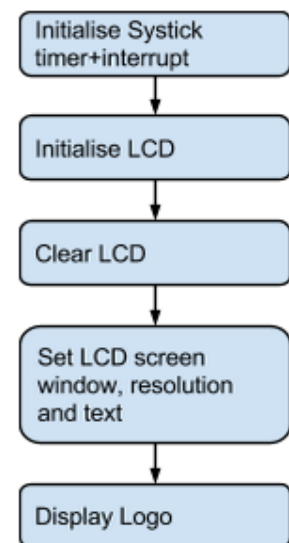 Initialise Systick
timer+interrupt
Initialise LCD
Clear LCD
Set LCD screen
window, resolution
and text
Display Logo